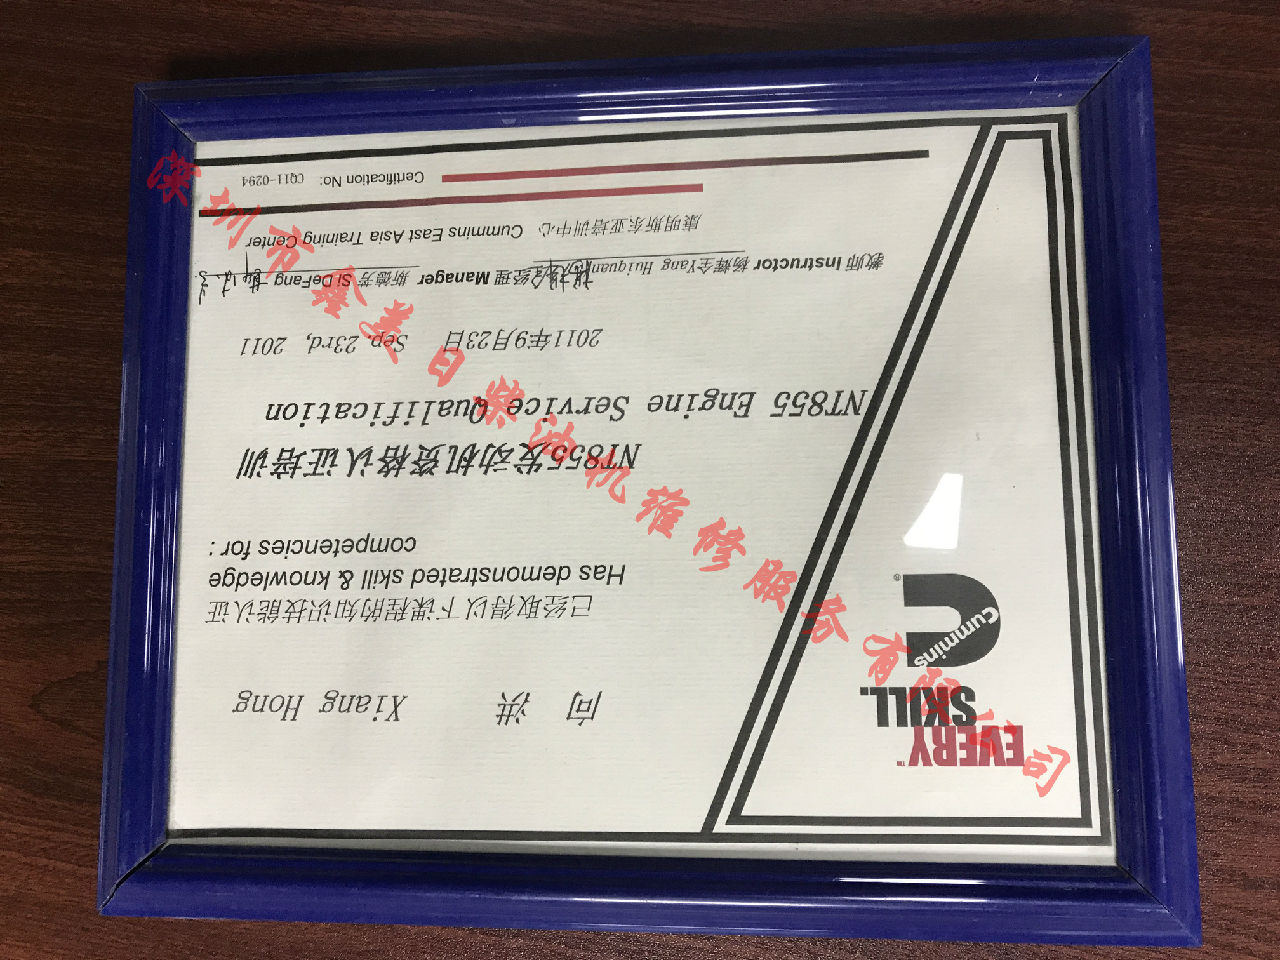 EVERY™
SKILL.
Cummins
®
向 洪 Xiang Hong
已经取得以下课程的知识技能认证
Has demonstrated skill & knowledge
competencies for :
NT855发动机资格认证培训
NT855 Engine Service Qualification
2011年9月23日 Sep. 23rd, 2011
教师 Instructor 杨辉全Yang Huiquan 经理 Manager 斯德芳 Si DeFang
康明斯东亚培训中心 Cummins East Asia Training Center
Certification No: CQ11-0294
深圳市鑫美日柴油机维修服务有限公司